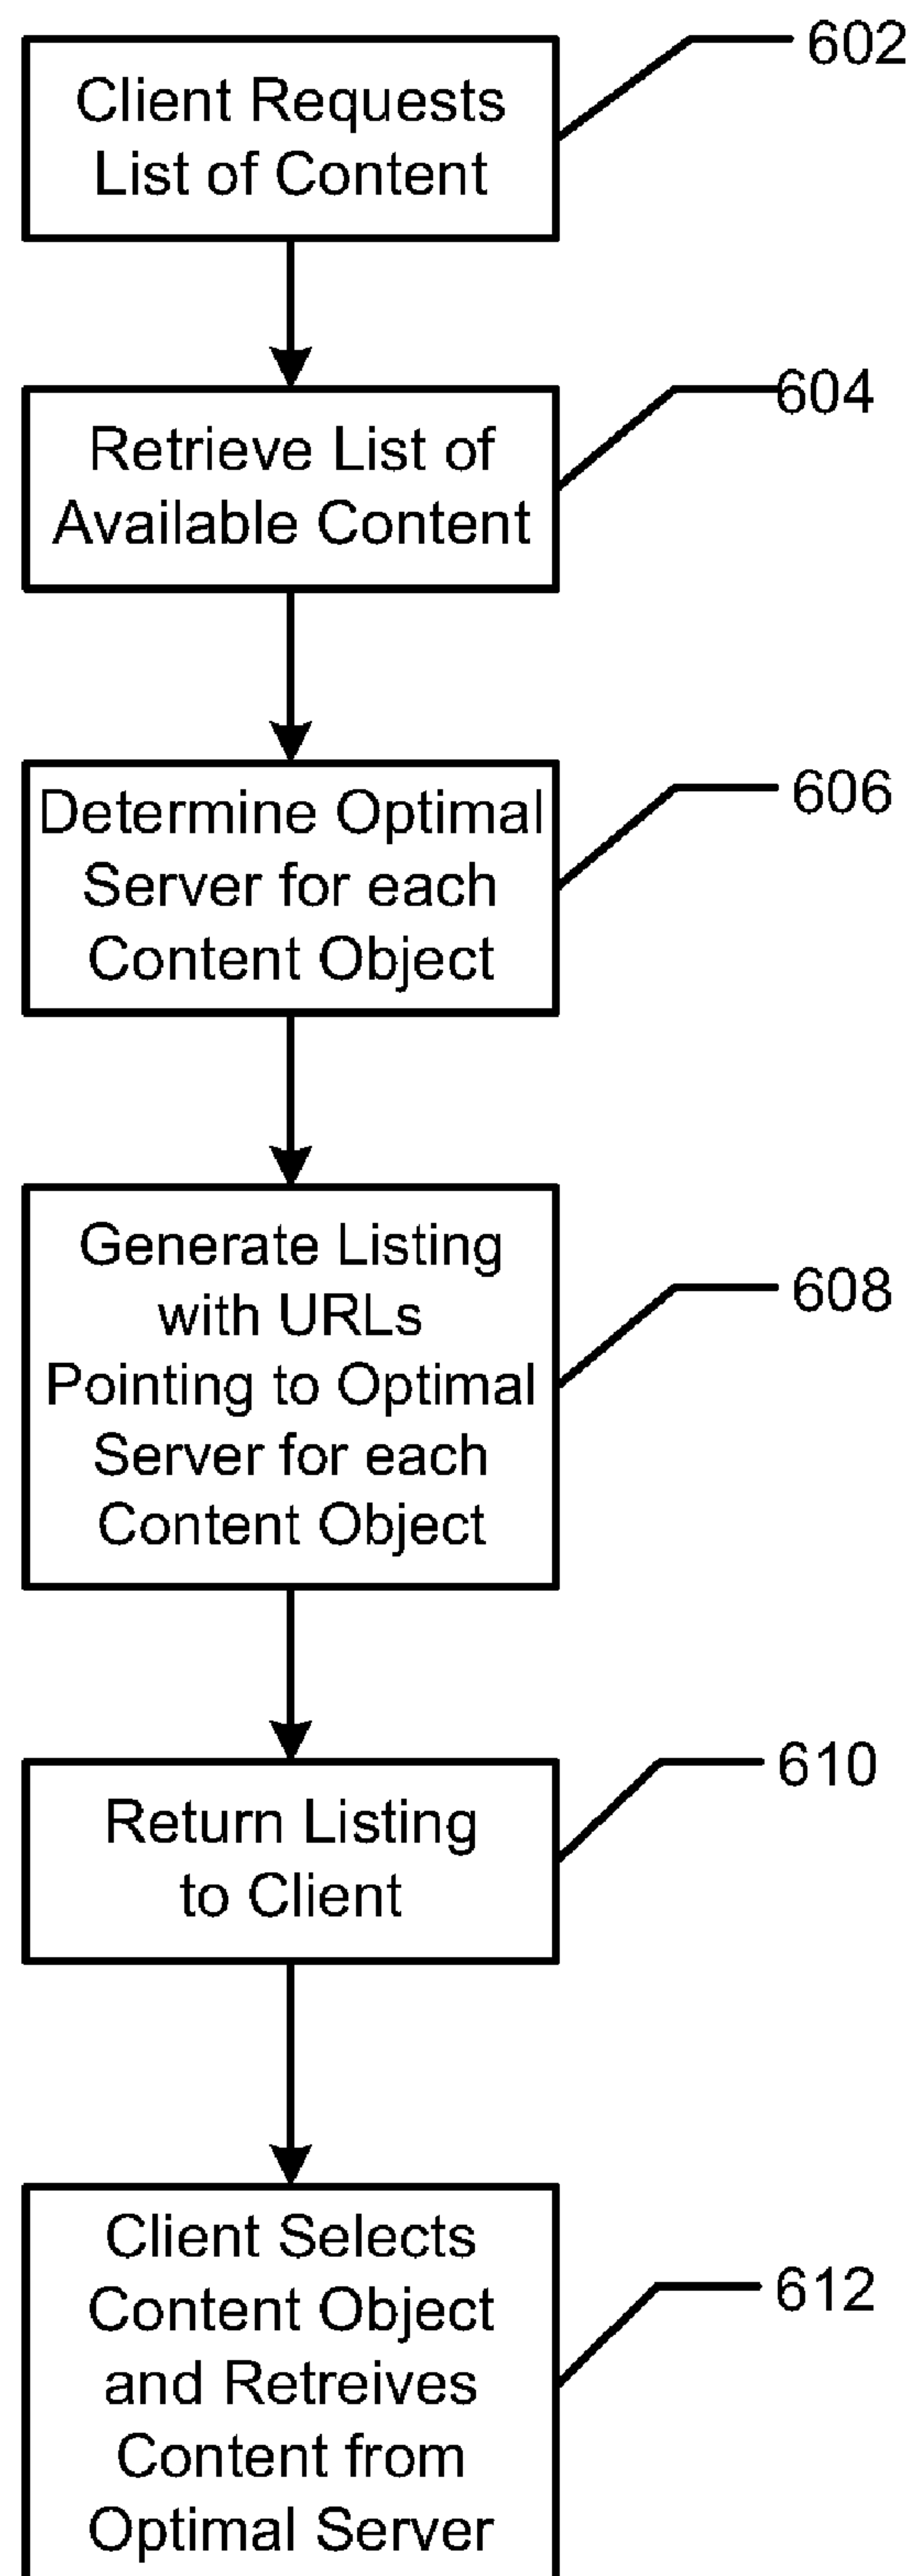 Client Requests
List of Content
602
Retrieve List of
Available Content
604
Determine Optimal
Server for each
Content Object
606
Generate Listing
with URLs
Pointing to Optimal
Server for each
Content Object
608
Return Listing
to Client
610
Client Selects
Content Object
and Retreives
Content from
Optimal Server
612